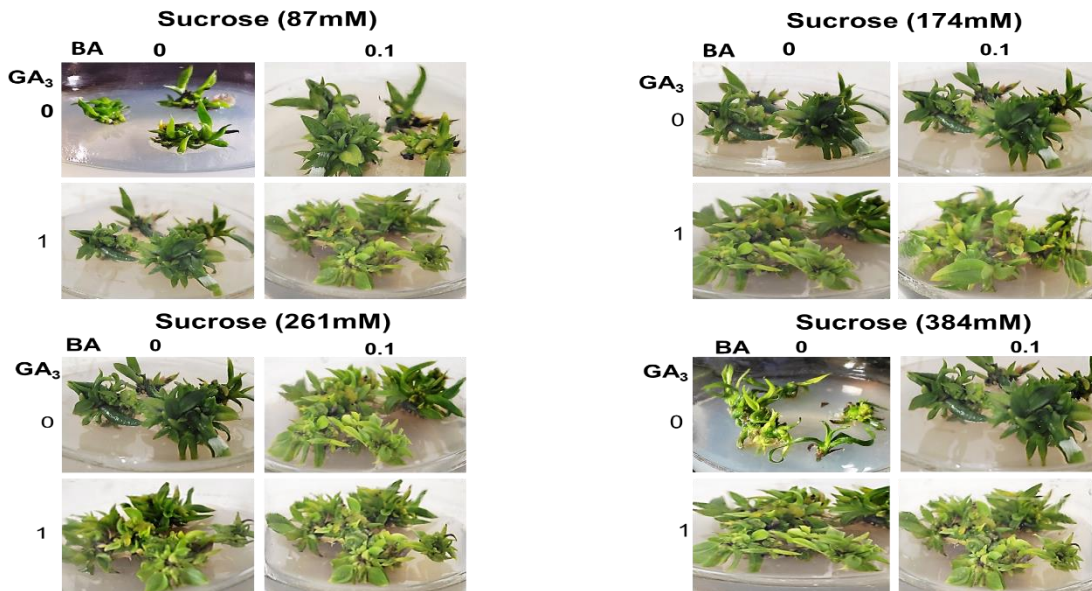 Sucrose (87mM)
BA 0 0.1
GA3
0
1
Sucrose (174mM)
BA 0 0.1
GA3
0
1
Sucrose (261mM)
BA 0 0.1
GA3
0
1
Sucrose (384mM)
BA 0 0.1
GA3
0
1